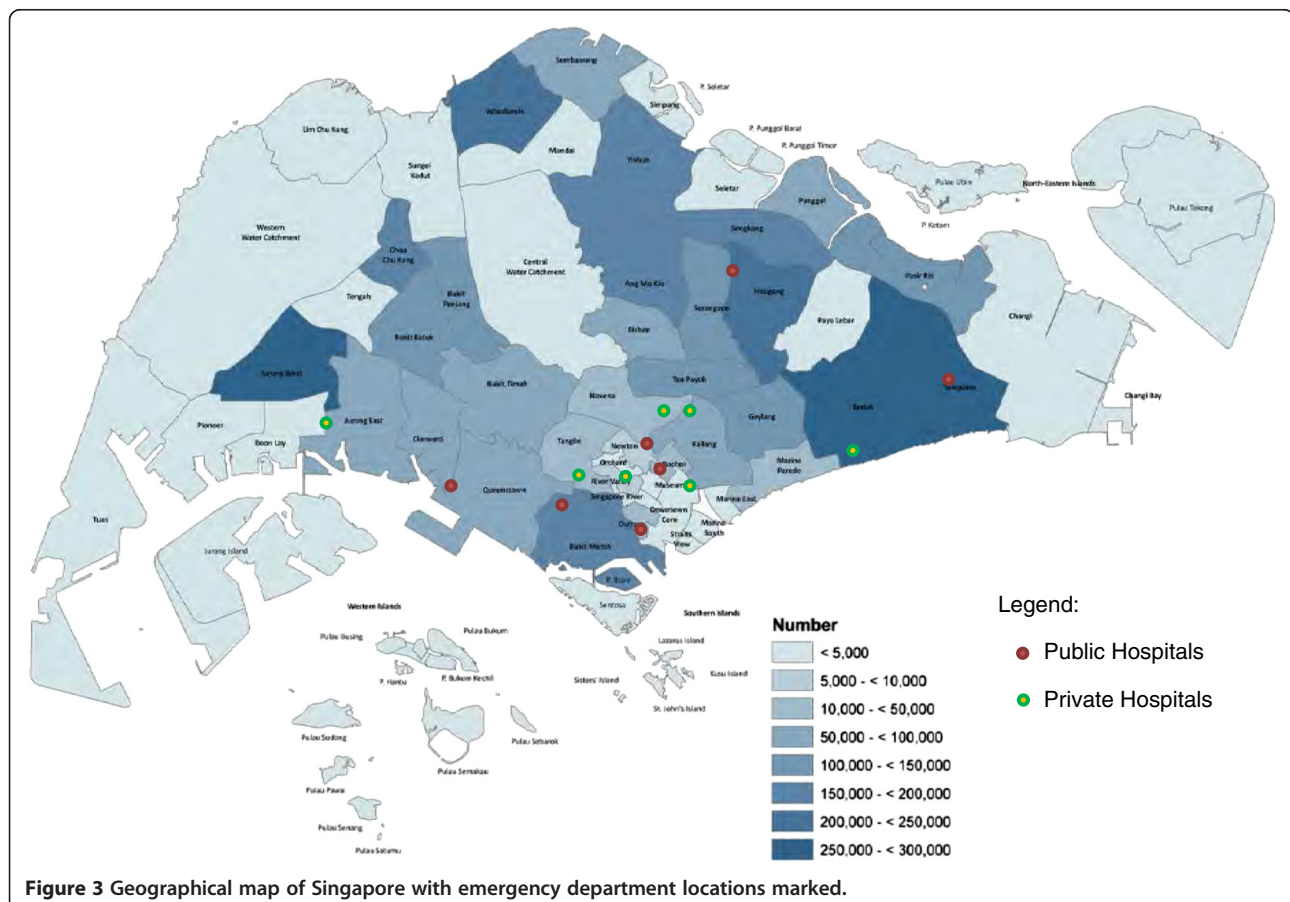 Sembawang
P. Seletar
Woodlands
Simpang
Lim Chu Kang
P. Punggol Barat
Mandai
P. Punggol Timor
Sungei
Kadut
Yishun
Seletar
Pulau Ubin
North-Eastern Islands
Punggol
Pulau Tekong
P. Ketam
Western
Water Catchment
Sengkang
Choa
Chu Kang
Central
Water Catchment
Pasir Ris
Tengah
Bukit
Panjang
Ang Mo Kio
Hougang
Serangoon
Changi
Paya Lebar
Bishan
Bukit Batok
Bukit Timah
Toa Payoh
Jurong West
Tampines
Novena
Changi Bay
Pioneer
Jurong East
Geylang
Bedok
Boon Lay
Clementi
Tanglin
Newton
Kallang
Orchard
Rochor
Marine
Parade
River Valley
Museum
Queenstown
Singapore River
Marina East
Downtown
Core
Tuas
Outram
Marina
South
Straits
View
Jurong Island
Bukit Merah
P. Brani
Sentosa
Western Islands
Southern Islands
Pulau Busing
Pulau Bukum
Lazarus Island
P. Hantu
P. Bukum Kechil
Sisters' Island
Kusu Island
St. John's Island
Pulau Sudong
Pulau Sebarok
Pulau Semakau
Pulau Pawai
Pulau Senang
Pulau Satumu
Number
< 5,000
5,000 - < 10,000
10,000 - < 50,000
50,000 - < 100,000
100,000 - < 150,000
150,000 - < 200,000
200,000 - < 250,000
250,000 - < 300,000
Legend:
Public Hospitals
Private Hospitals
Figure 3 Geographical map of Singapore with emergency department locations marked.